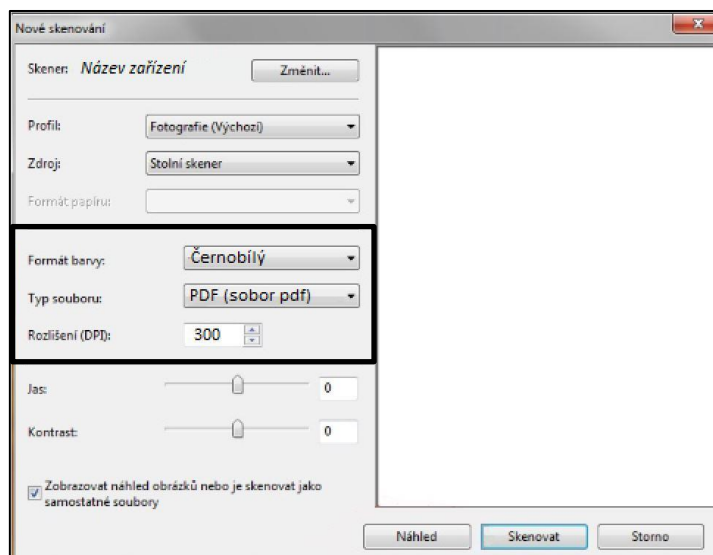 Nové skenování
Skener: Název zařízení Změnit...
Profil: Fotografie (Výchozí)
Zdroj: Stolní skener
Formát papíru:
Formát barvy: Černobílý
Typ souboru: PDF (sobor pdf)
Rozlišení (DPI): 300
Jas: 0
Kontrast: 0
Zobrazovat náhled obrázků nebo je skenovat jako
samostatné soubory
Náhled Skenovat Storno